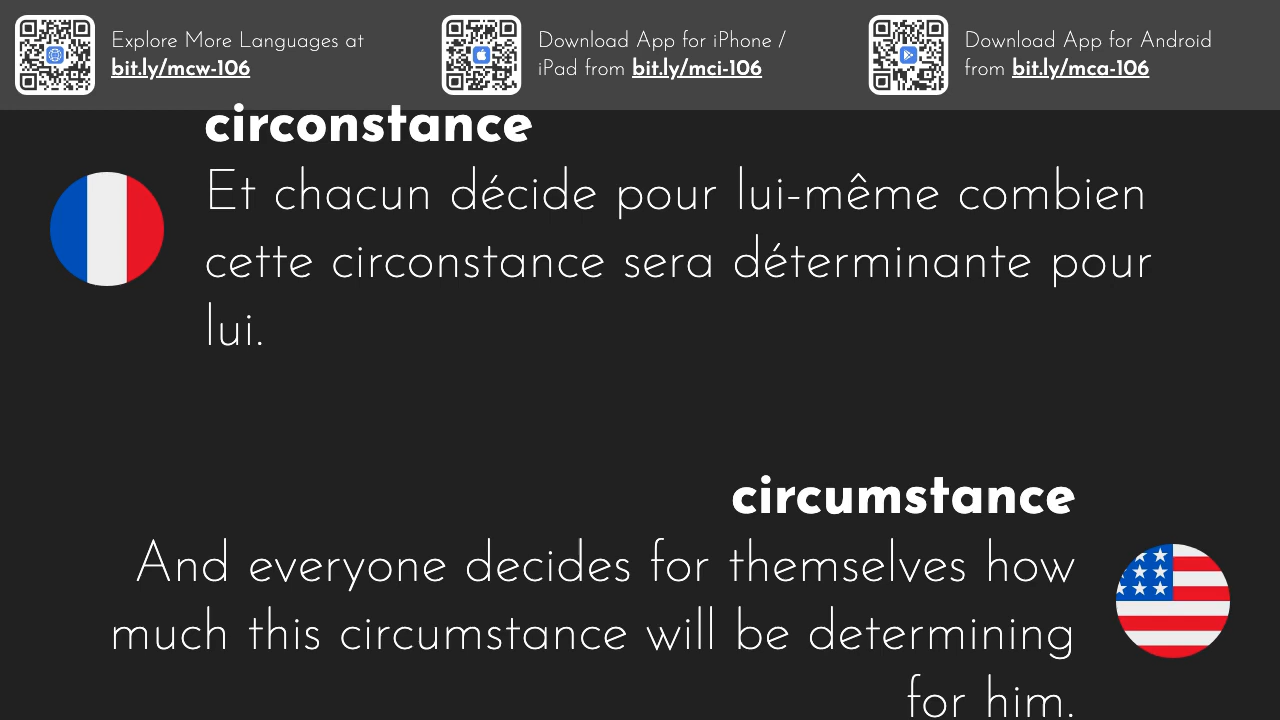 Explore More Languages at
bit.ly/mcw-106
Download App for iPhone /
iPad from bit.ly/mci-106
Download App for Android
from bit.ly/mca-106
circonstance
Et chacun décide pour lui-même combien
cette circonstance sera déterminante pour
lui.
circumstance
And everyone decides for themselves how
much this circumstance will be determining
for him.